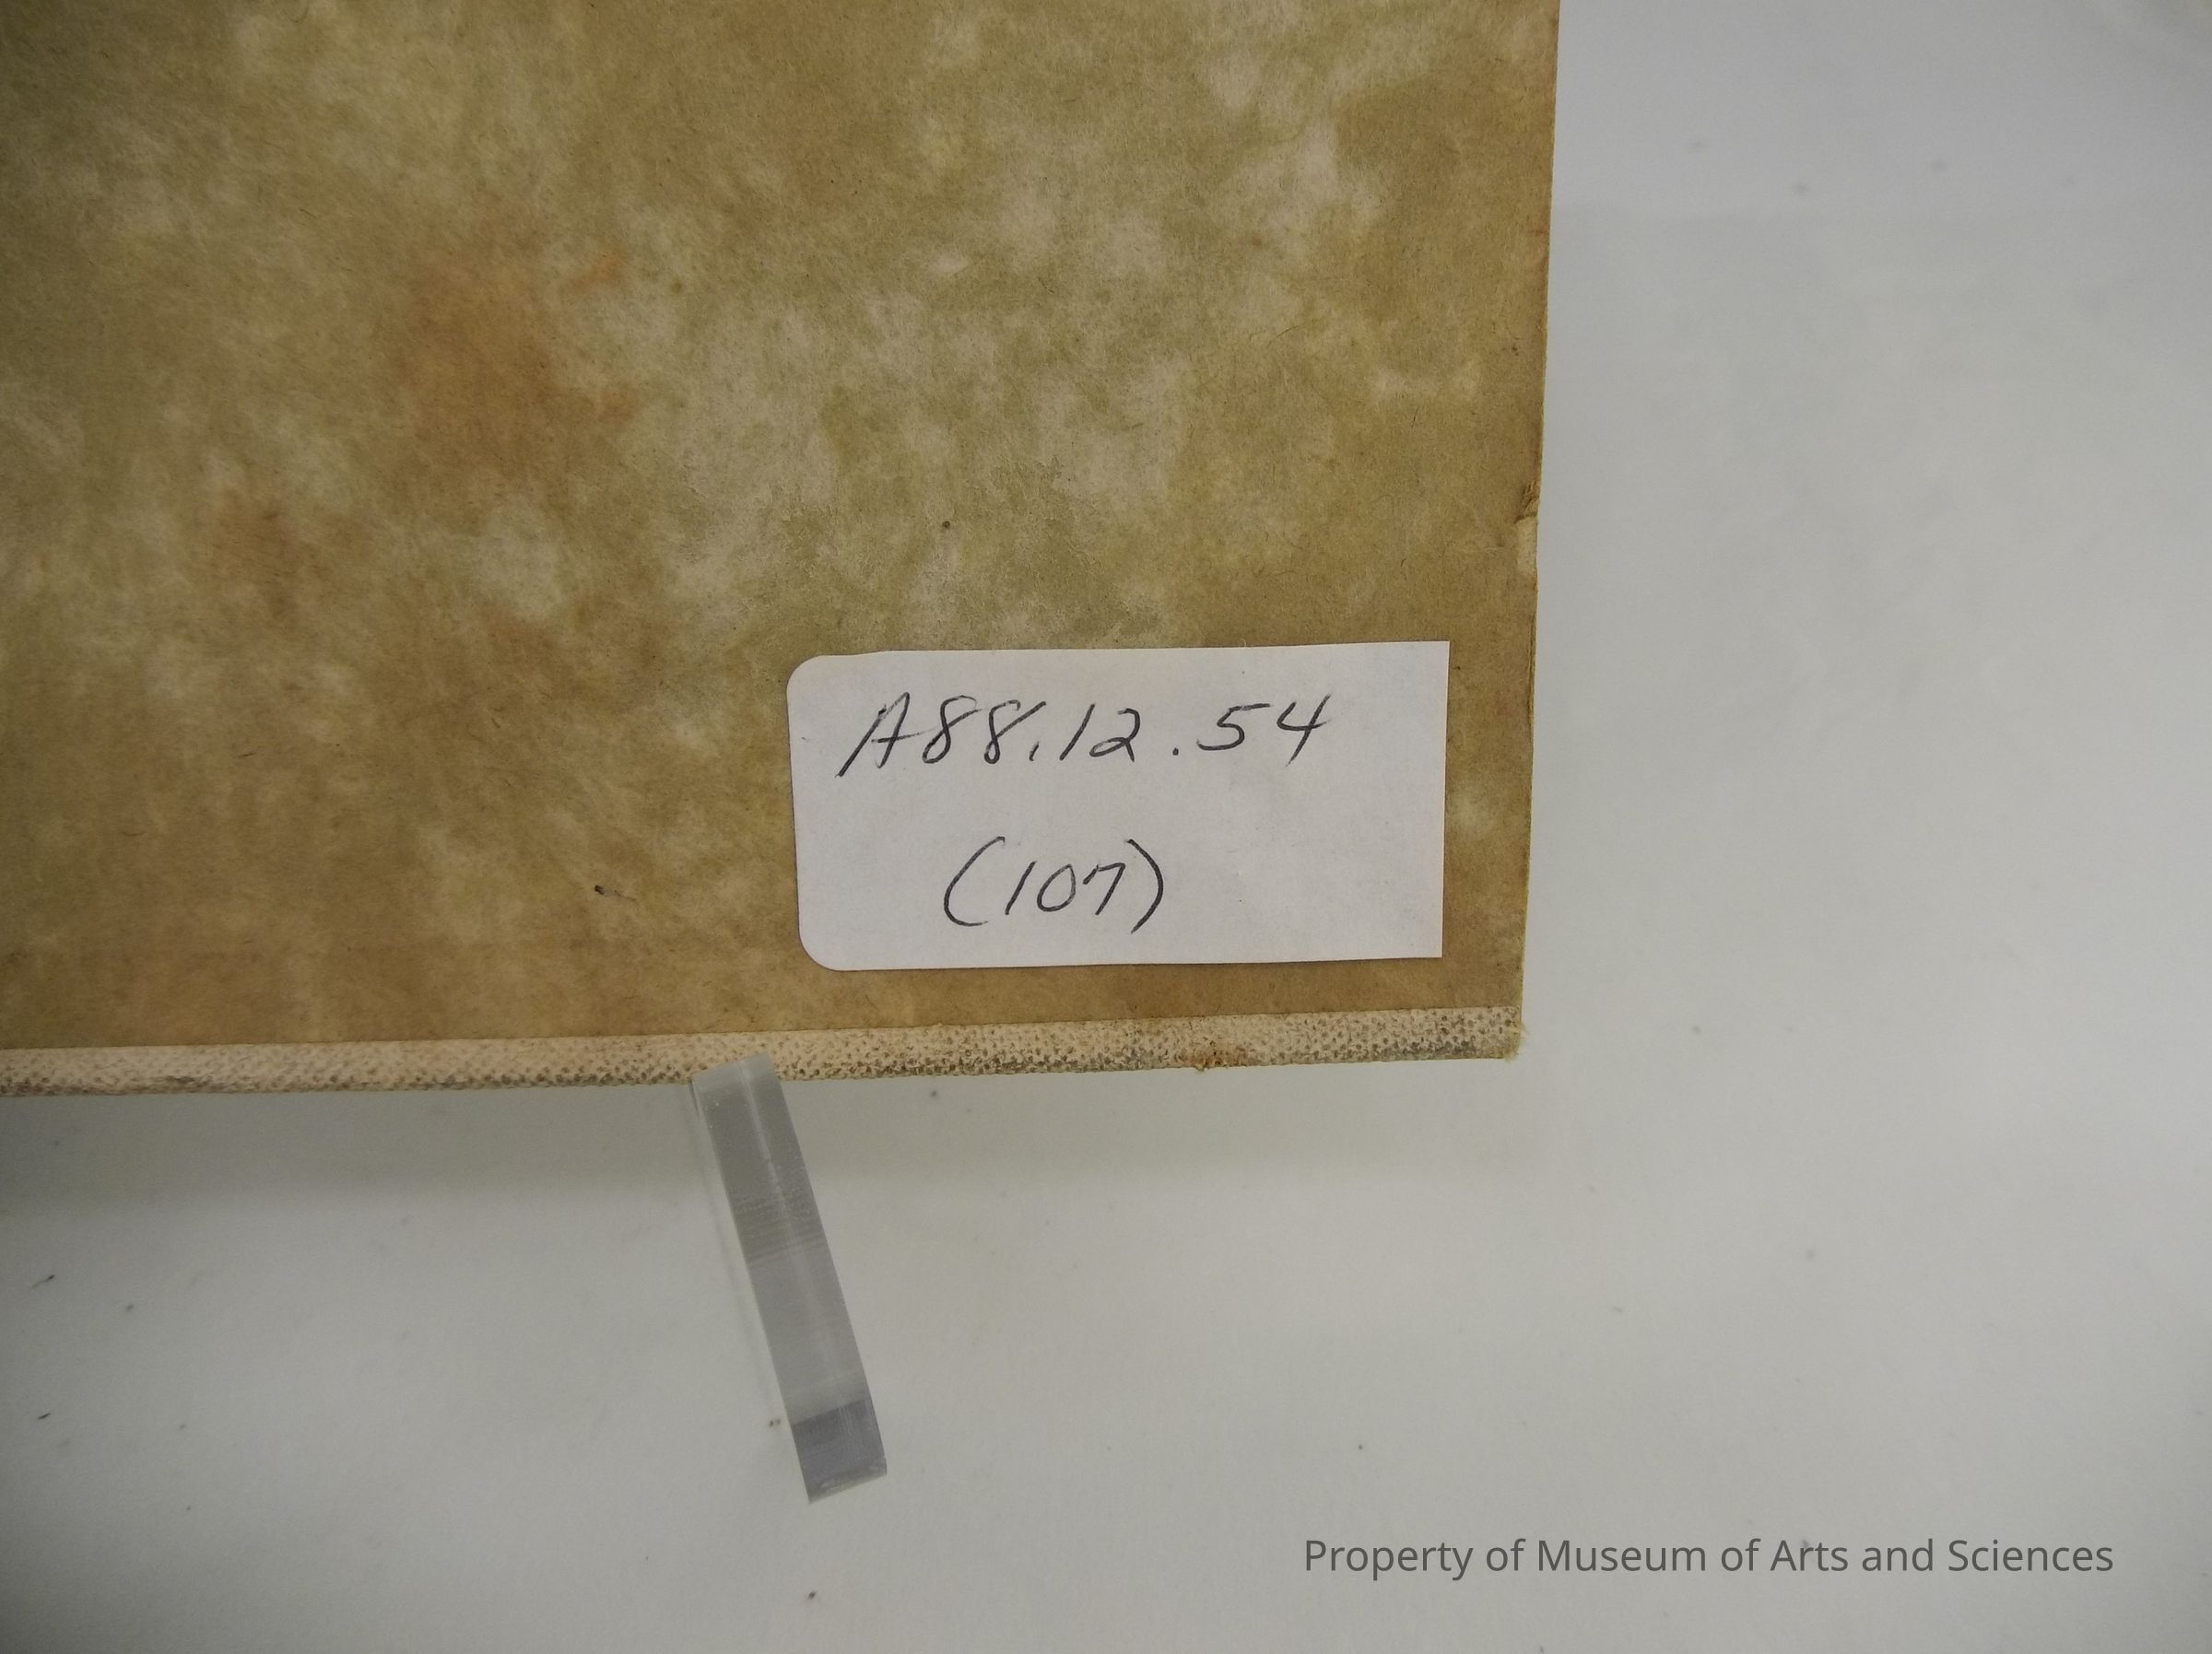 A88.12.54
(107)
Property of Museum of Arts and Sciences